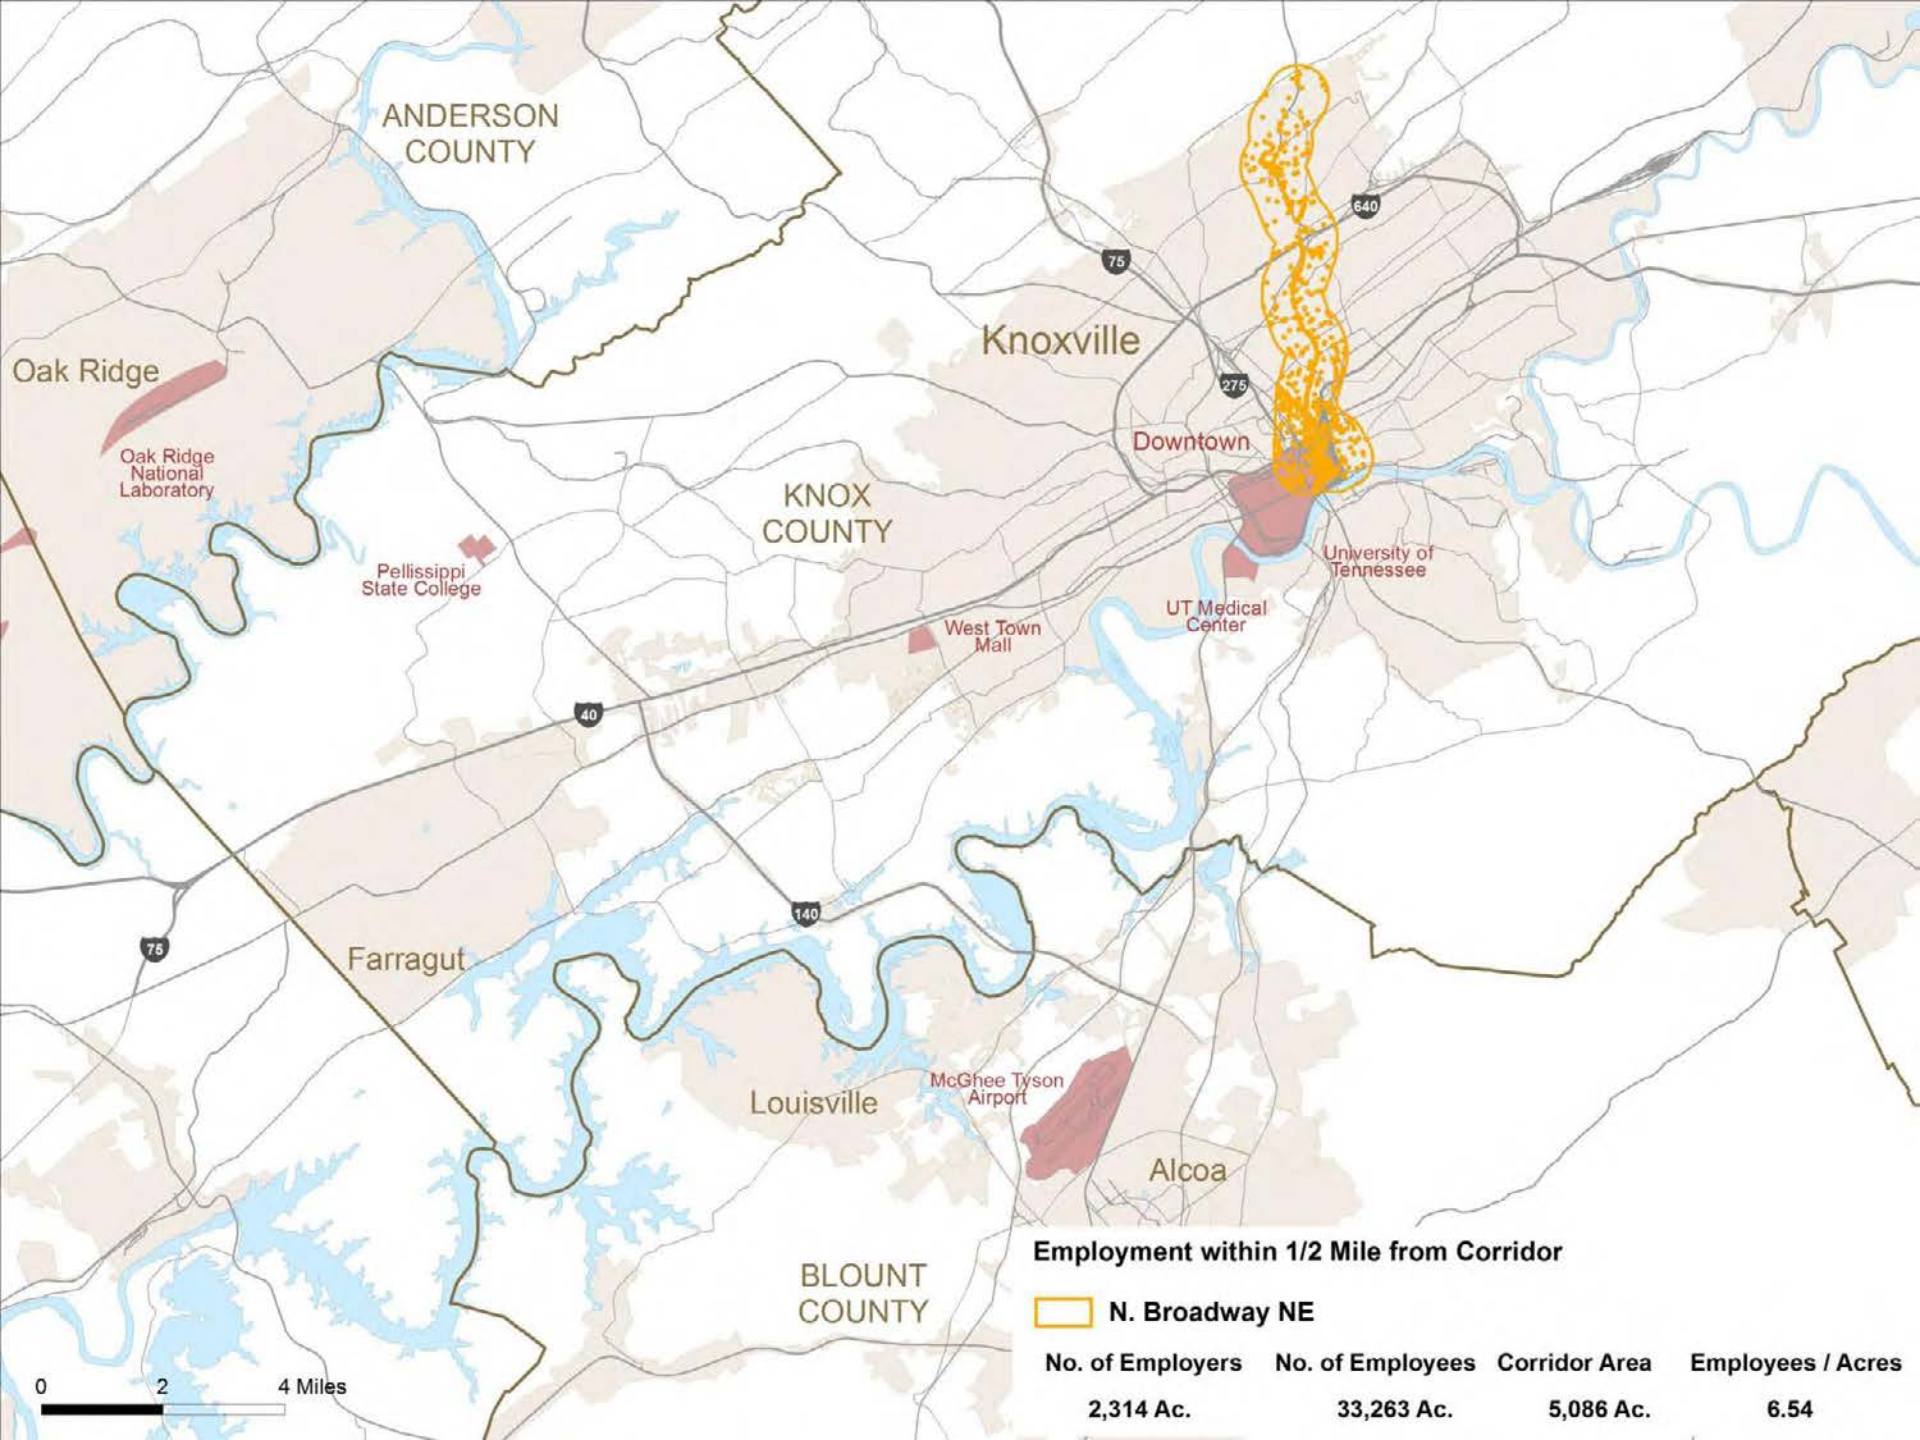 ANDERSON
COUNTY
640
75
Knoxville
Oak Ridge
275
Downtown
Oak Ridge
National
Laboratory
KNOX
COUNTY
Pellissippi
State College
University of
Tennessee
UT Medical
Center
West Town
Mall
40
140
75
Farragut
McGhee Tyson
Airport
Louisville
Alcoa
BLOUNT
COUNTY
0 2 4 Miles
Employment within 1/2 Mile from Corridor
N. Broadway NE
No. of Employers No. of Employees Corridor Area Employees / Acres
2,314 Ac. 33,263 Ac. 5,086 Ac. 6.54